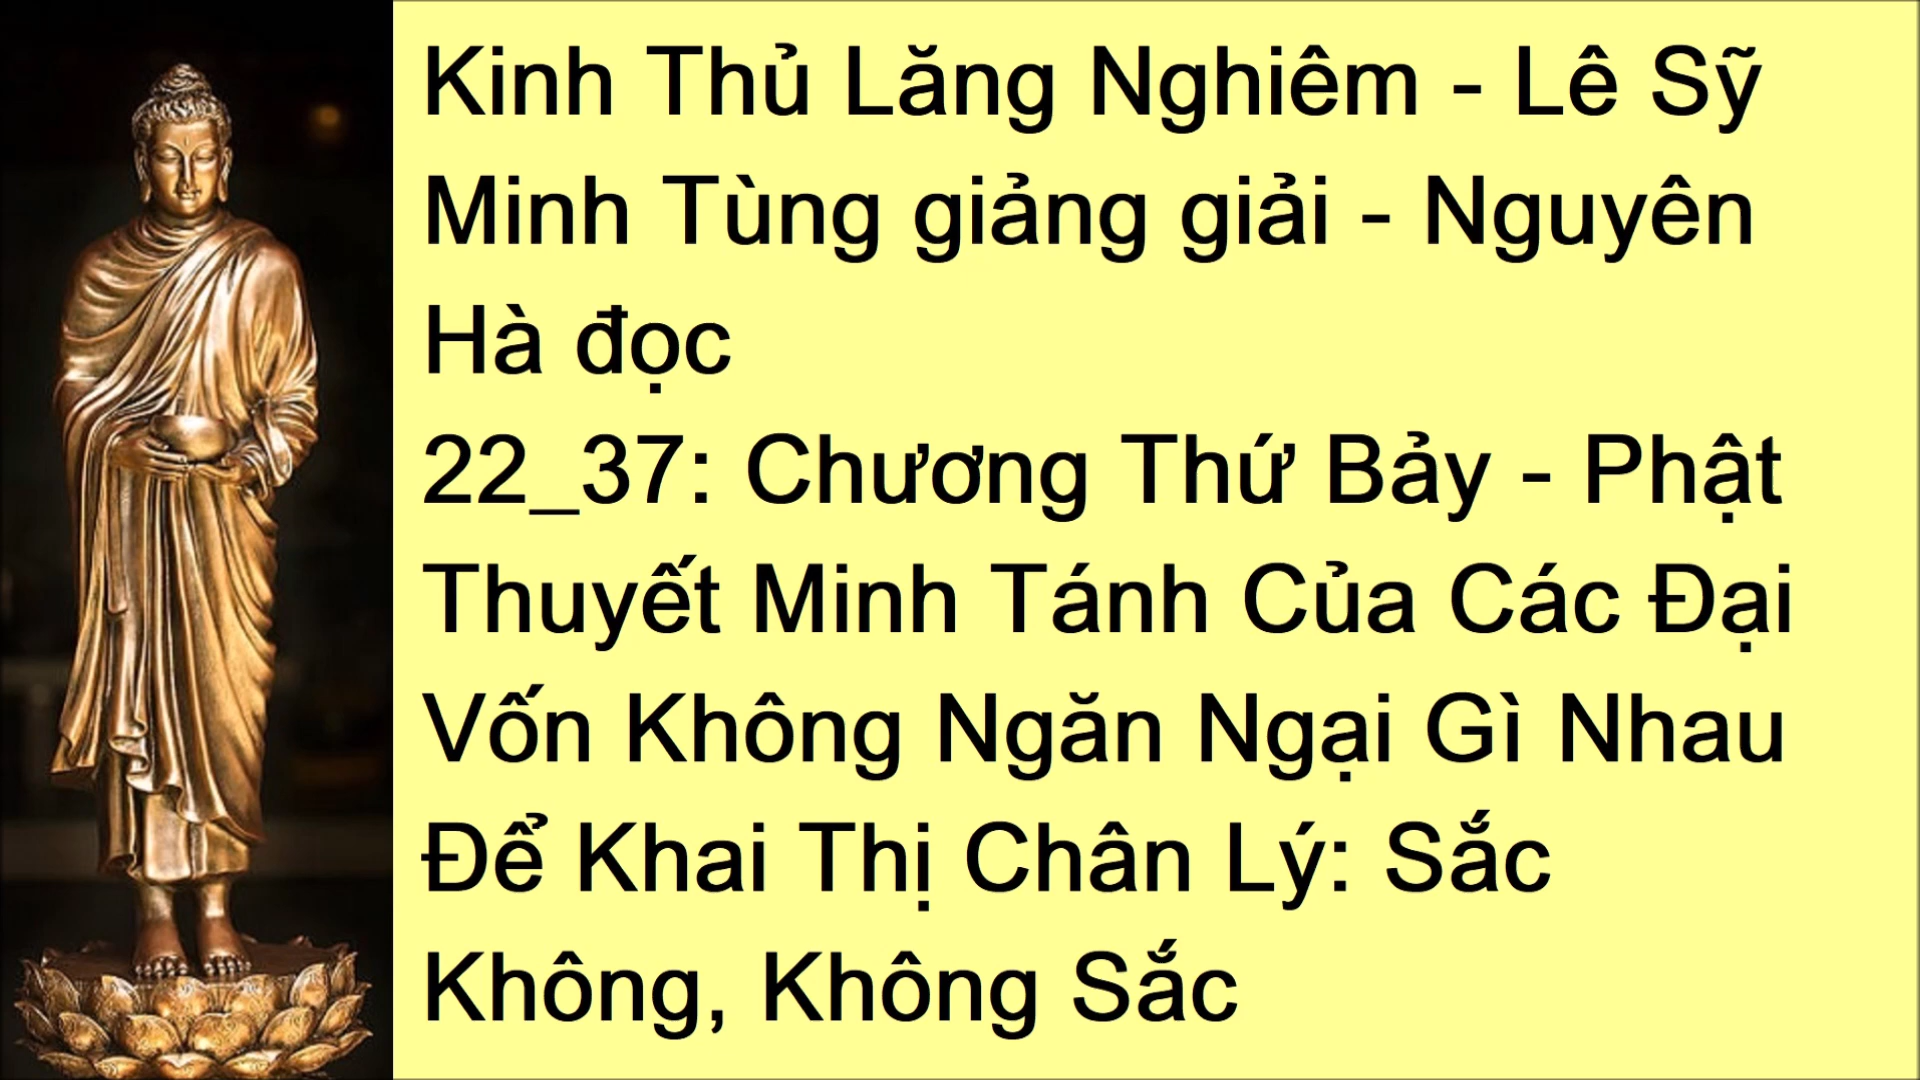 Kinh Thủ Lăng Nghiêm - Lê Sỹ
Minh Tùng giảng giải - Nguyên
Hà đọc
22_37: Chương Thứ Bảy - Phật
Thuyết Minh Tánh Của Các Đại
Vốn Không Ngăn Ngại Gì Nhau
Để Khai Thị Chân Lý: Sắc
Không, Không Sắc